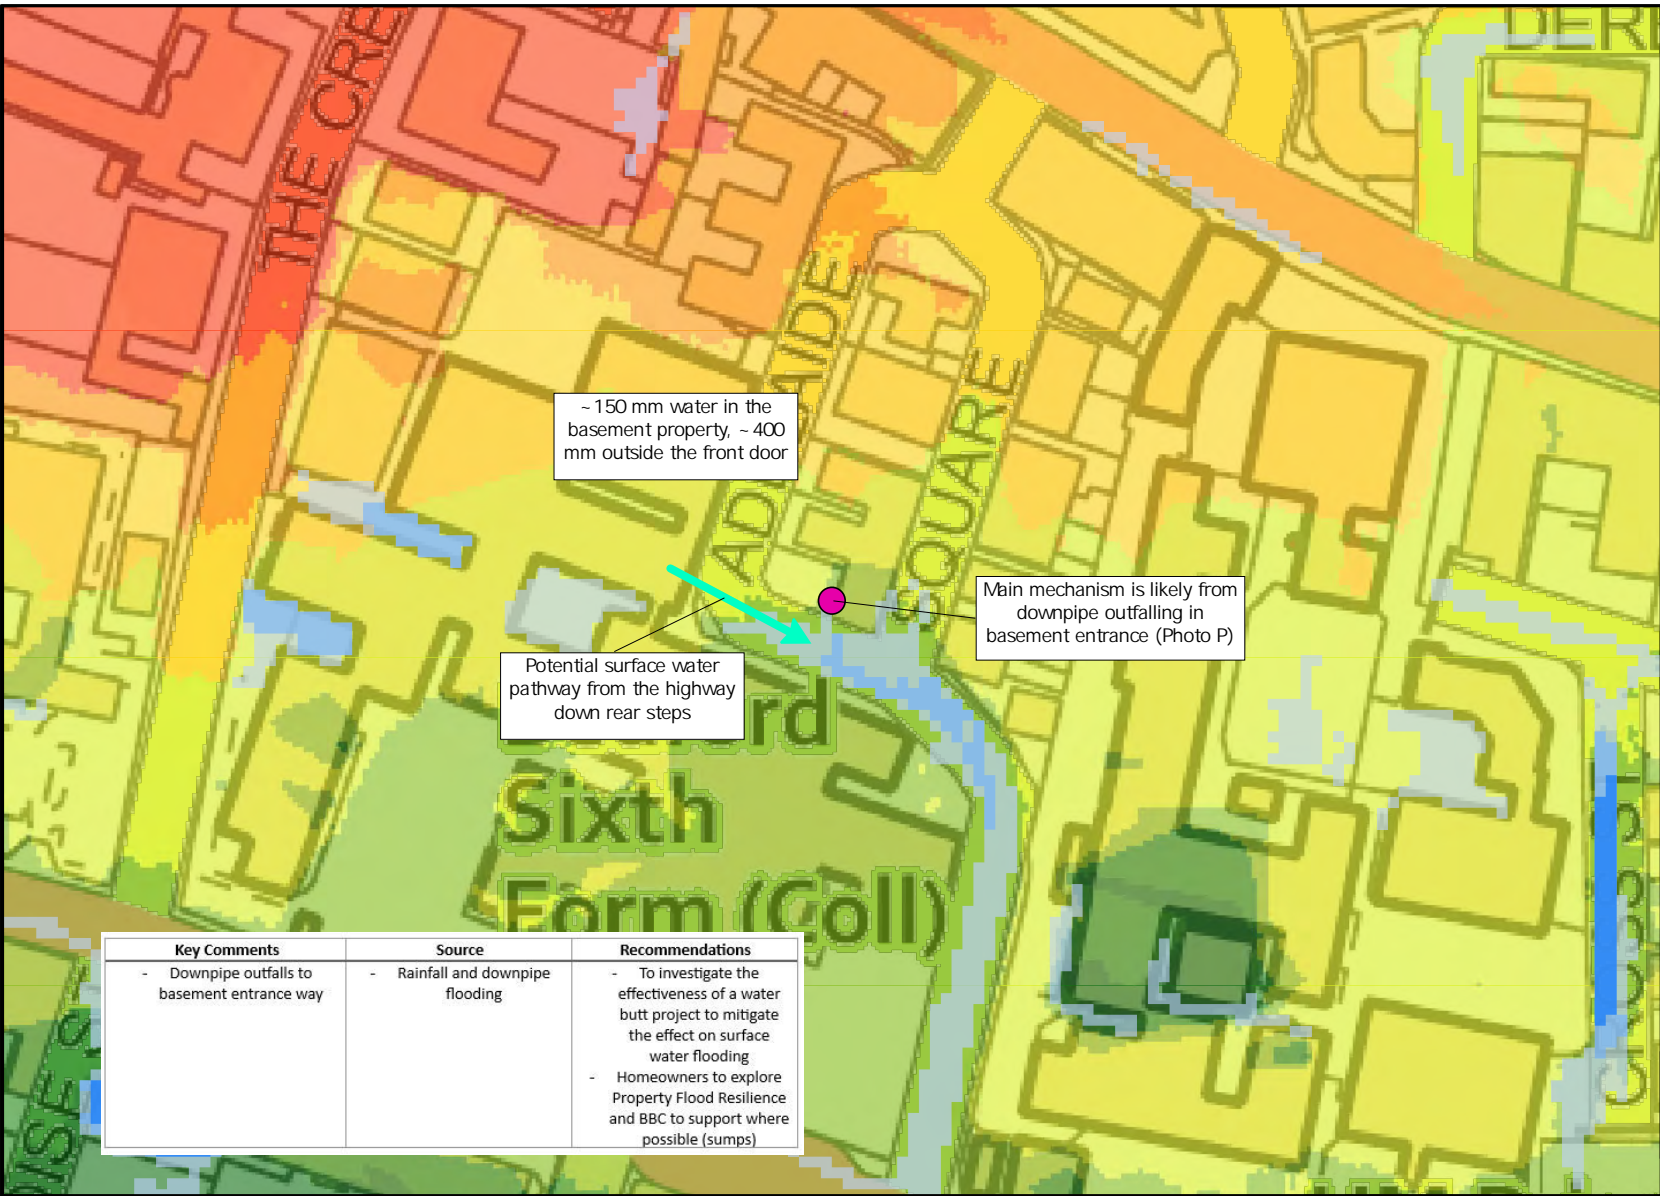 THE CRE
DERB
ADELAIDE
SQUARE
~150 mm water in the
basement property, ~400
mm outside the front door
Main mechanism is likely from
downpipe outfalling in
basement entrance (Photo P)
Potential surface water
pathway from the highway
down rear steps
Sixth
Form (Coll)
Key Comments
- Downpipe outfalls to
basement entrance way
Source
- Rainfall and downpipe
flooding
Recommendations
- To investigate the
effectiveness of a water
butt project to mitigate
the effect on surface
water flooding
- Homeowners to explore
Property Flood Resilience
and BBC to support where
possible (sumps)